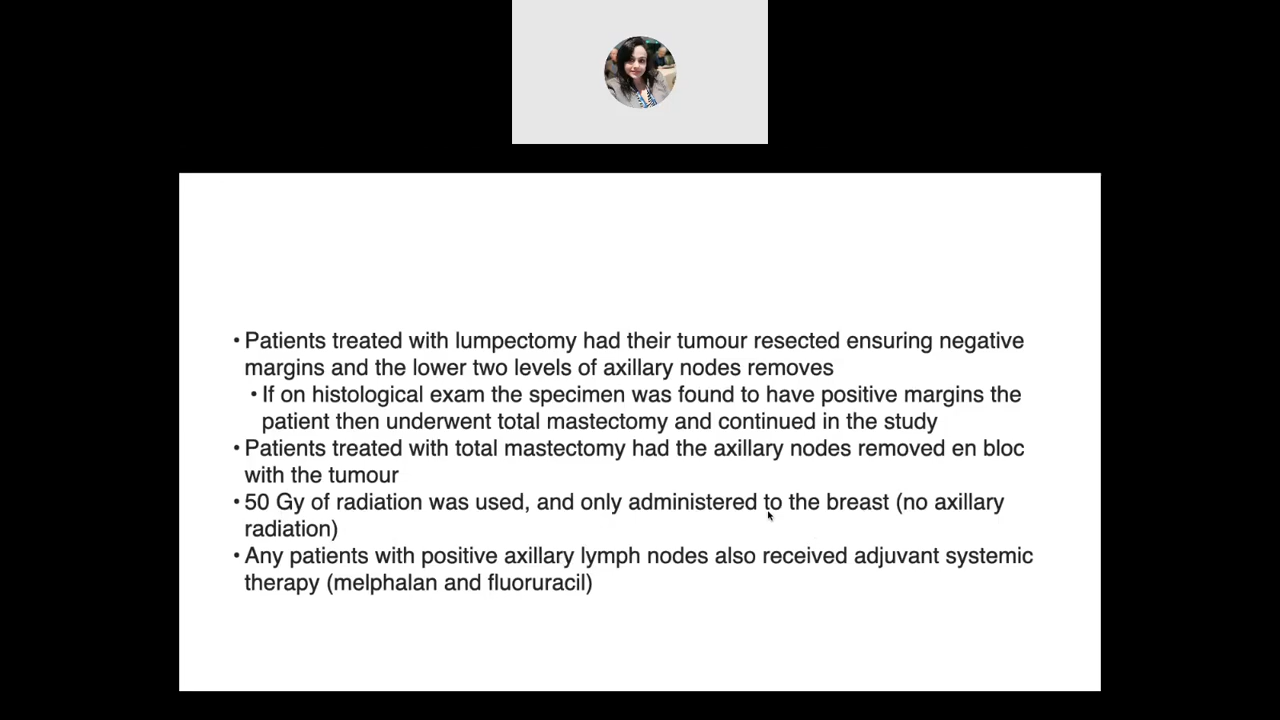 • Patients treated with lumpectomy had their tumour resected ensuring negative
margins and the lower two levels of axillary nodes removes
• If on histological exam the specimen was found to have positive margins the
patient then underwent total mastectomy and continued in the study
• Patients treated with total mastectomy had the axillary nodes removed en bloc
with the tumour
• 50 Gy of radiation was used, and only administered to the breast (no axillary
radiation)
• Any patients with positive axillary lymph nodes also received adjuvant systemic
therapy (melphalan and fluoruracil)